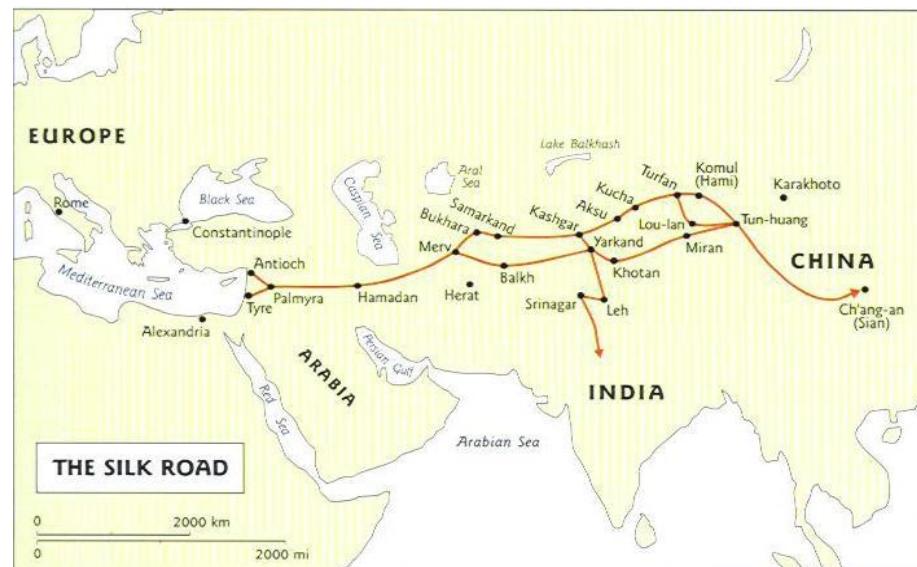 EUROPE
Rome
Black Sea
Constantinople
Mediterranean Sea
Antioch
Tyre
Palmyra
Alexandria
Caspian
Sea
Aral
Sea
Lake Balkhash
Hamadan
Merv
Bukhara
Samarkand
Herat
Balkh
Kashgar
Aksu
Kucha
Turfan
Komul
(Hami)
Karakhoto
Lou-lan
Tun-huang
Yarkand
Miran
Khotan
Srinagar
Leh
CHINA
Ch'ang-an
(Sian)
INDIA
ARABIA
Persian Gulf
Red
Sea
Arabian Sea
THE SILK ROAD
0 2000 km
0 2000 mi